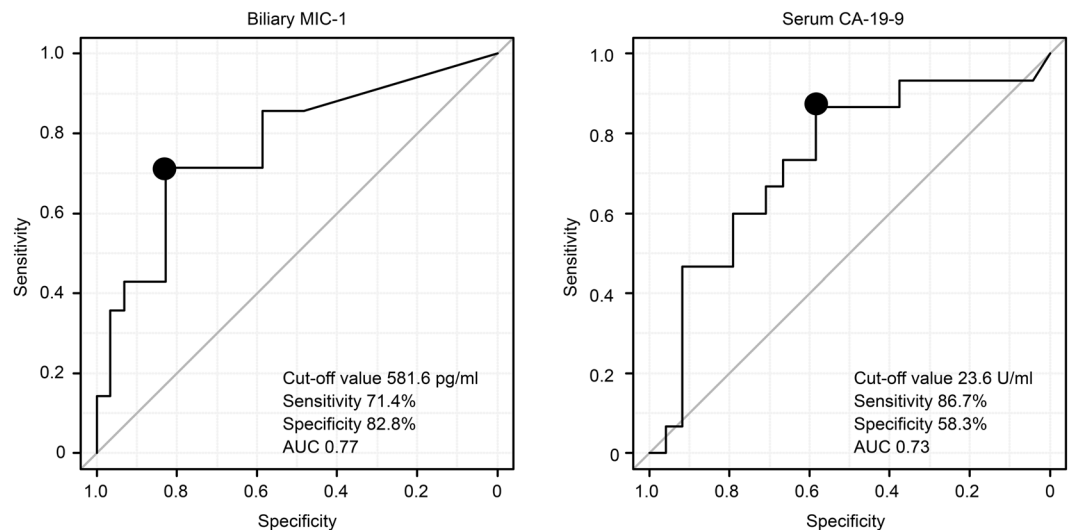 Biliary MIC-1
1.0
0.8
0.6
0.4
0.2
0
Sensitivity
Cut-off value 581.6 pg/ml
Sensitivity 71.4%
Specificity 82.8%
AUC 0.77
1.0 0.8 0.6 0.4 0.2 0
Specificity
Serum CA-19-9
1.0
0.8
0.6
0.4
0.2
0
Sensitivity
Cut-off value 23.6 U/ml
Sensitivity 86.7%
Specificity 58.3%
AUC 0.73
1.0 0.8 0.6 0.4 0.2 0
Specificity